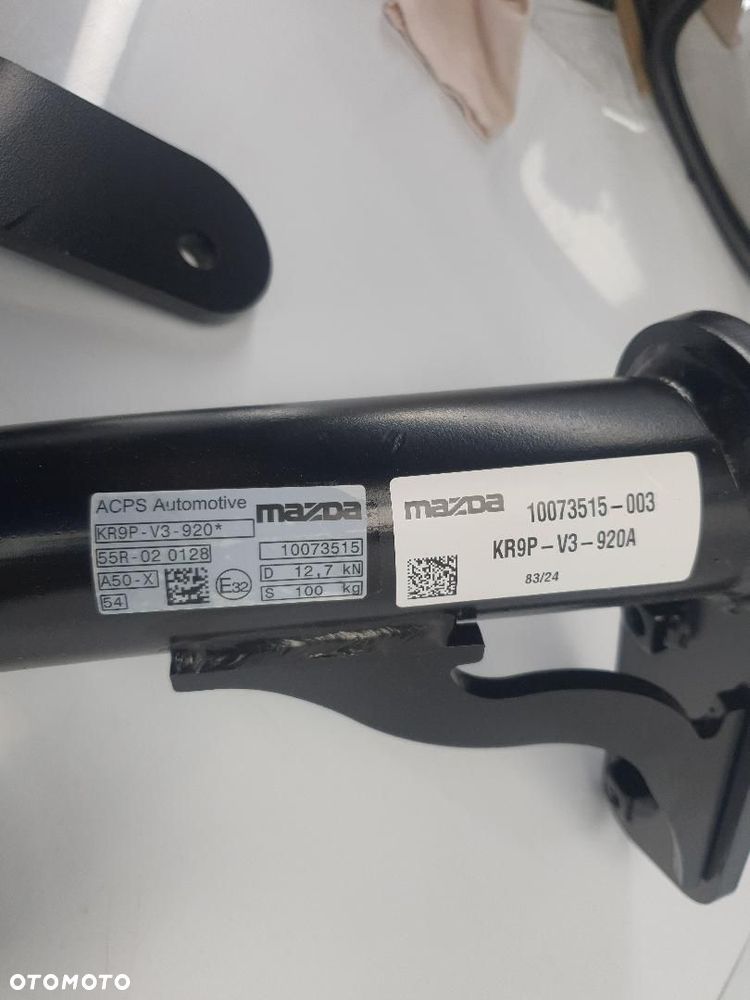 ACPS Automotive
mazda
KR9P-V3-920*
55R-02 0128
10073515
A50-X
E32
D 12,7 kN
54
S 100 kg
mazda 10073515-003
KR9P-V3-920A
83/24
OTOMOTO